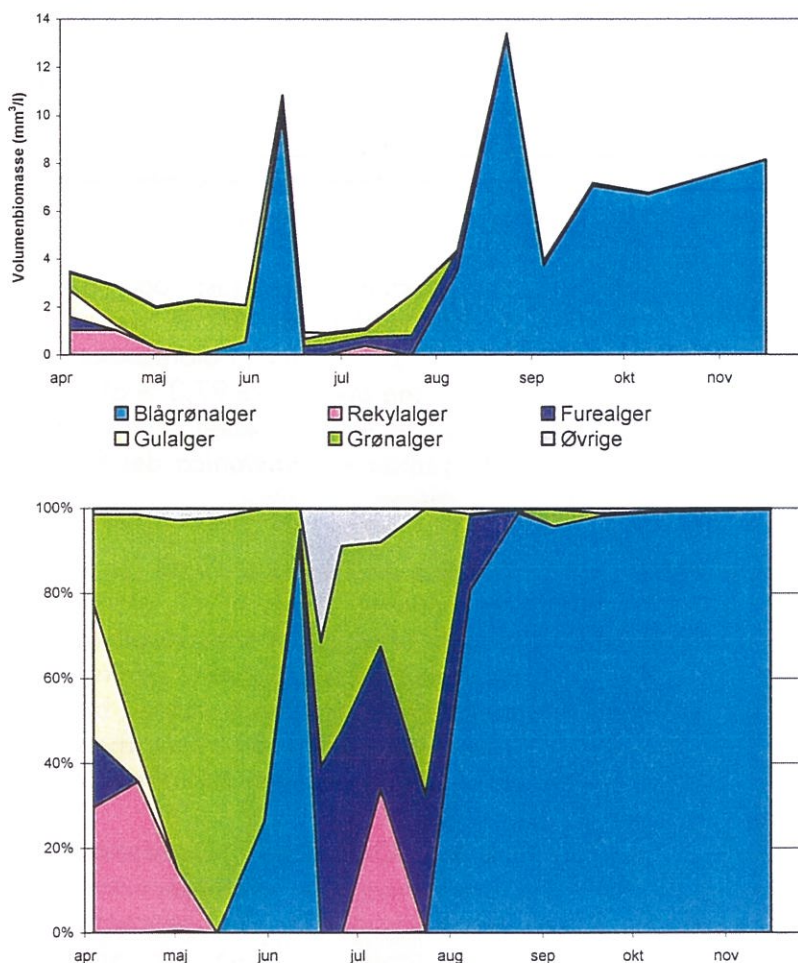 Volumenbiomasse (mm³/l)
14
12
10
8
6
4
2
0
apr maj jun jul aug sep okt nov
Blågrønalger Rekylalger Furealger
Gulalger Grønalger Øvrige
100%
80%
60%
40%
20%
0%
apr maj jun jul aug sep okt nov